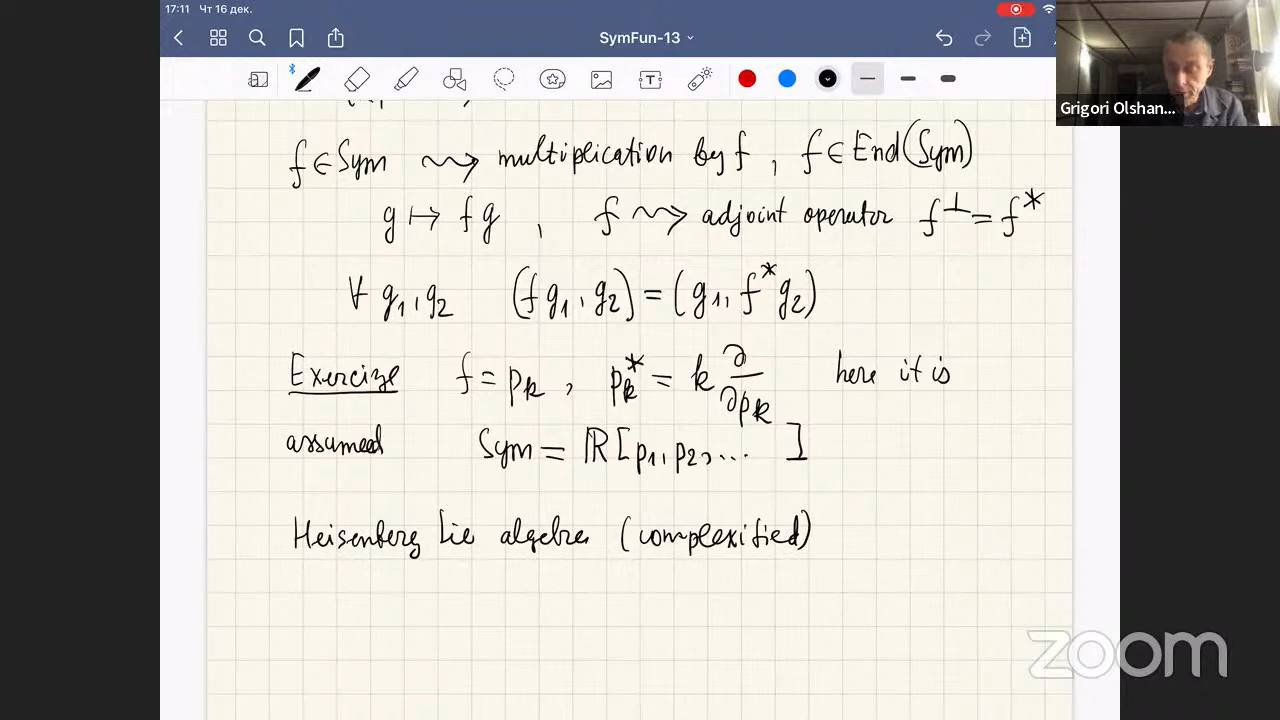 17:11 Чт 16 дек.
SymFun-13
Grigori Olshan...
f ∈ Sym ⇝ multiplication by f, f ∈ End(Sym)
g ↦ fg, f ⇝ adjoint operator f^⊥ = f^*
∀ g₁, g₂ (f g₁, g₂) = (g₁, f^* g₂)
Exercize f = p_k, p_k^* = k ∂/∂p_k here it is
assumed Sym = ℝ[p₁, p₂, ... ]
Heisenberg Lie algebra (complexified)
zoom